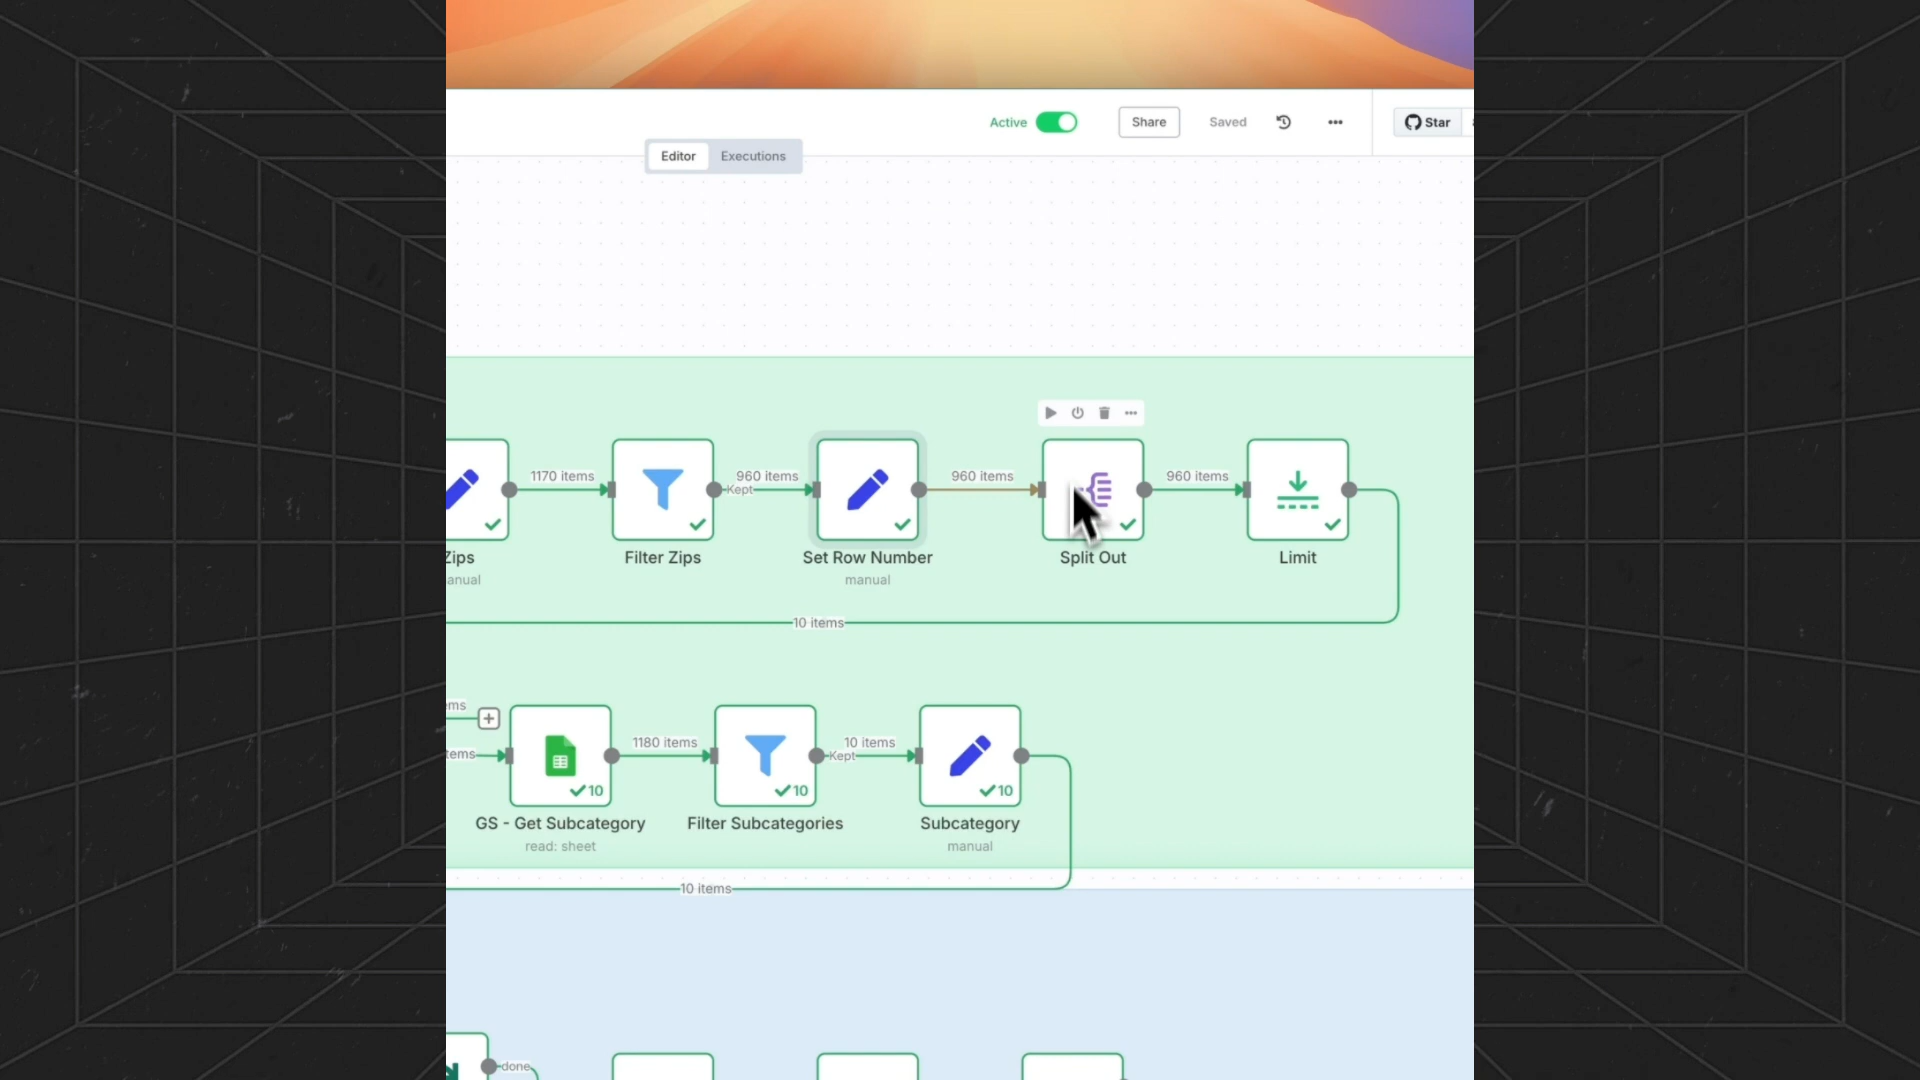 Active
Share
Saved
Star
Editor
Executions
1170 items
960 items
Kept
960 items
960 items
Zips
anual
Filter Zips
Set Row Number
manual
Split Out
Limit
10 items
ms
ems
1180 items
10 items
Kept
10
10
10
GS - Get Subcategory
read: sheet
Filter Subcategories
Subcategory
manual
10 items
done